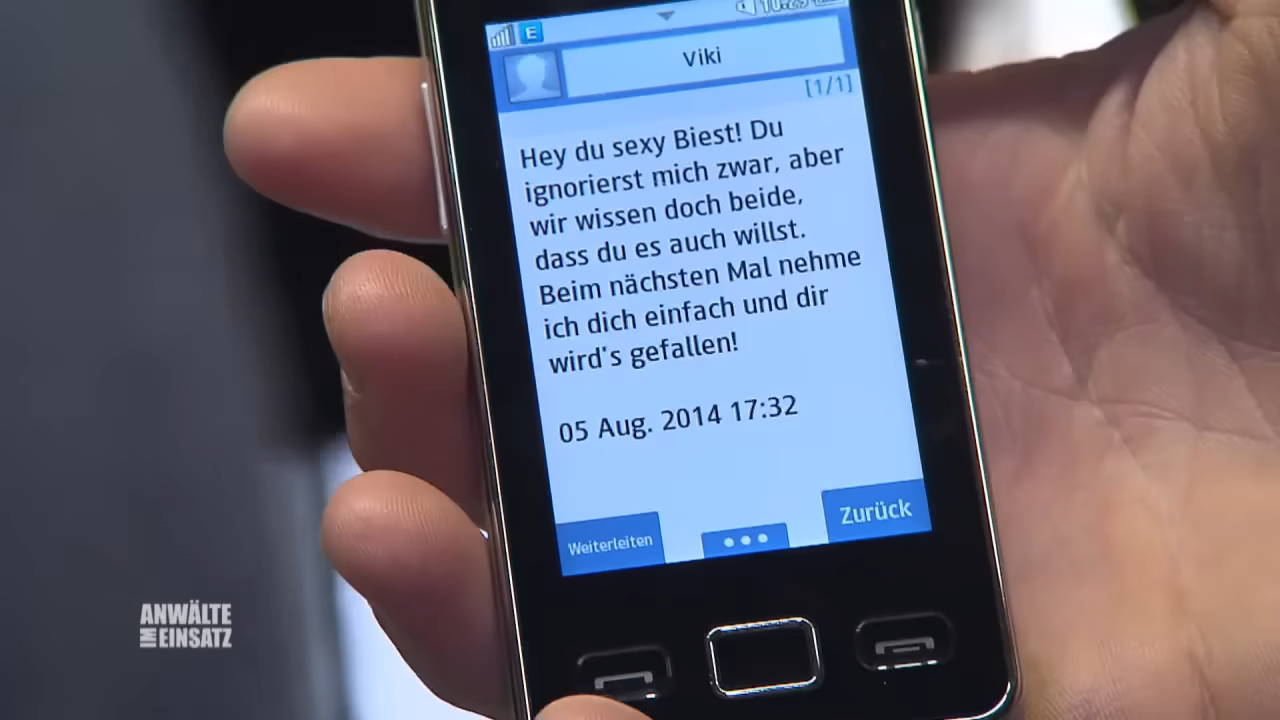 E
Viki
[1/1]
Hey du sexy Biest! Du
ignorierst mich zwar, aber
wir wissen doch beide,
dass du es auch willst.
Beim nächsten Mal nehme
ich dich einfach und dir
wird's gefallen!
05 Aug. 2014 17:32
Weiterleiten
Zurück
ANWÄLTE
IM EINSATZ